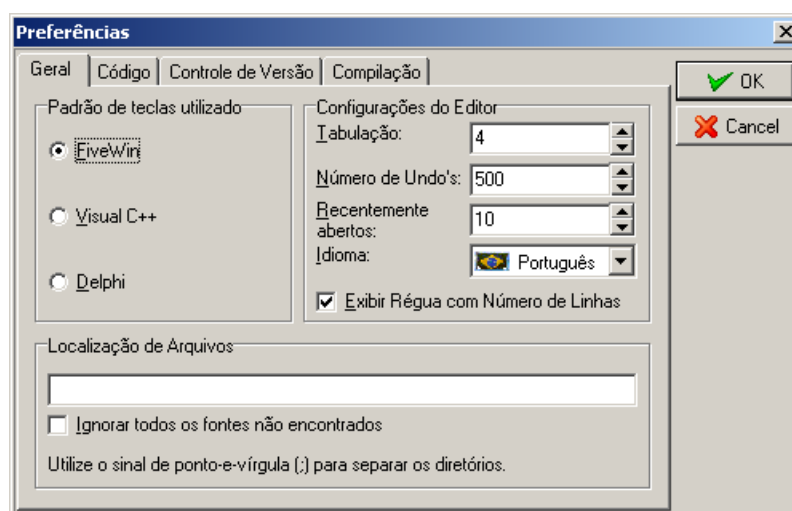 Preferências
Geral Código Controle de Versão Compilação
OK
Cancel
Padrão de teclas utilizado
FiveWin
Visual C++
Delphi
Configurações do Editor
Tabulação: 4
Número de Undo's: 500
Recentemente
abertos: 10
Idioma: Português
Exibir Régua com Número de Linhas
Localização de Arquivos
Ignorar todos os fontes não encontrados
Utilize o sinal de ponto-e-vírgula (;) para separar os diretórios.